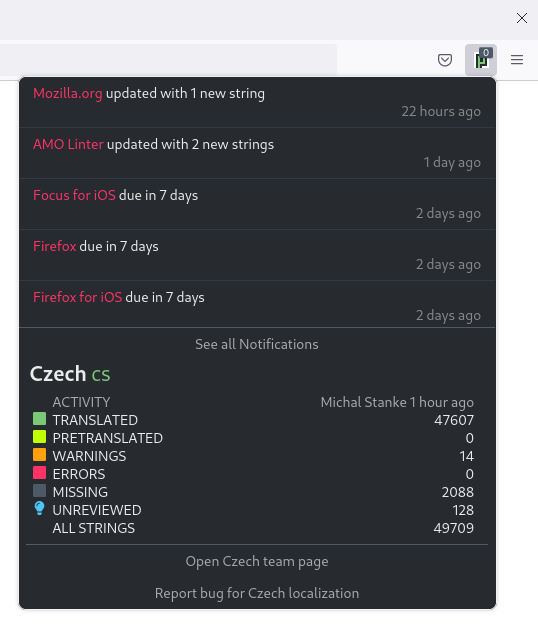 0
Mozilla.org updated with 1 new string
22 hours ago
AMO Linter updated with 2 new strings
1 day ago
Focus for iOS due in 7 days
2 days ago
Firefox due in 7 days
2 days ago
Firefox for iOS due in 7 days
2 days ago
See all Notifications
Czech cs
ACTIVITY Michal Stanke 1 hour ago
TRANSLATED 47607
PRETRANSLATED 0
WARNINGS 14
ERRORS 0
MISSING 2088
UNREVIEWED 128
ALL STRINGS 49709
Open Czech team page
Report bug for Czech localization